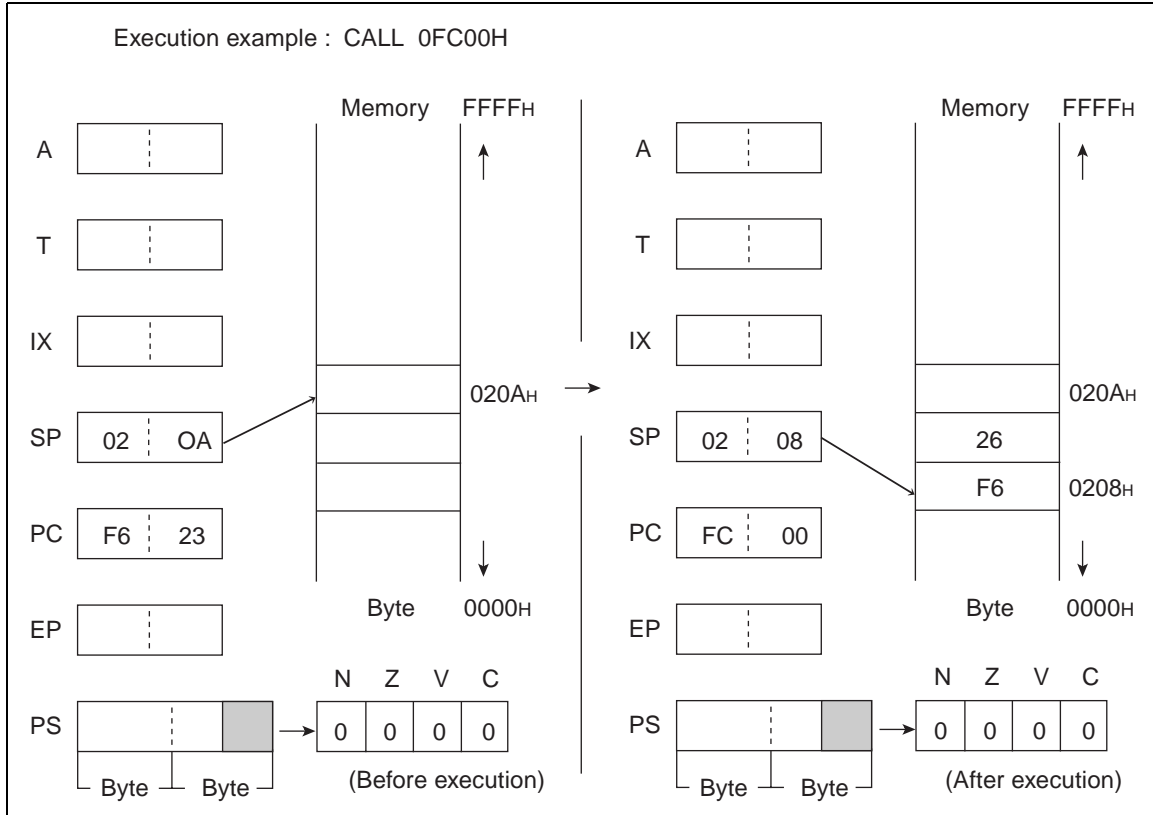 Execution example : CALL 0FC00H
Memory FFFFH
A
T
IX
020AH
SP 02 OA
PC F6 23
Byte 0000H
EP
N Z V C
PS 0 0 0 0
Byte Byte (Before execution)
Memory FFFFH
A
T
IX
020AH
SP 02 08 26
F6 0208H
PC FC 00
Byte 0000H
EP
N Z V C
PS 0 0 0 0
Byte Byte (After execution)